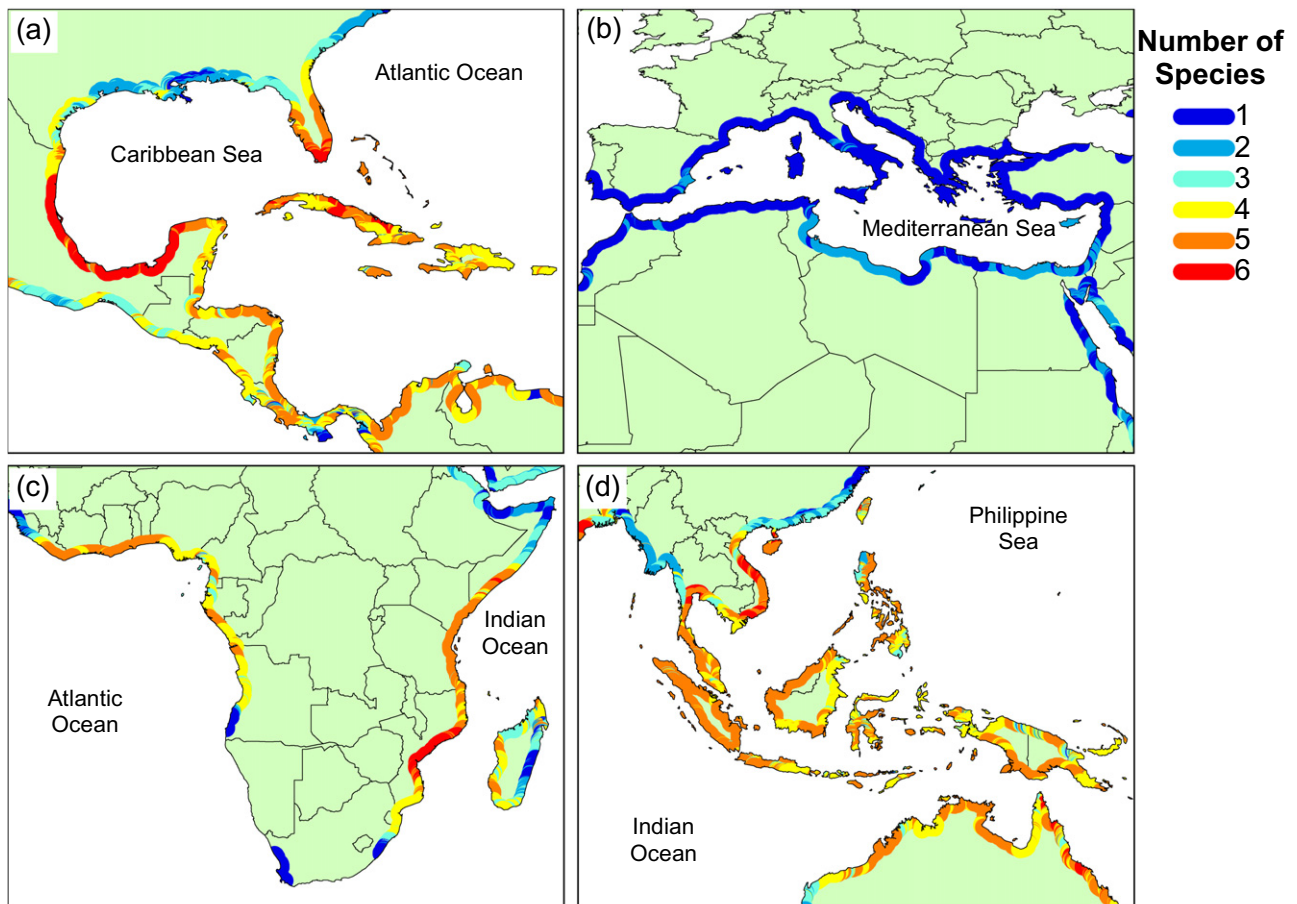 (a)
Atlantic Ocean
Caribbean Sea
(b)
Mediterranean Sea
Number of
Species
1
2
3
4
5
6
(c)
Indian
Ocean
Atlantic
Ocean
(d)
Philippine
Sea
Indian
Ocean